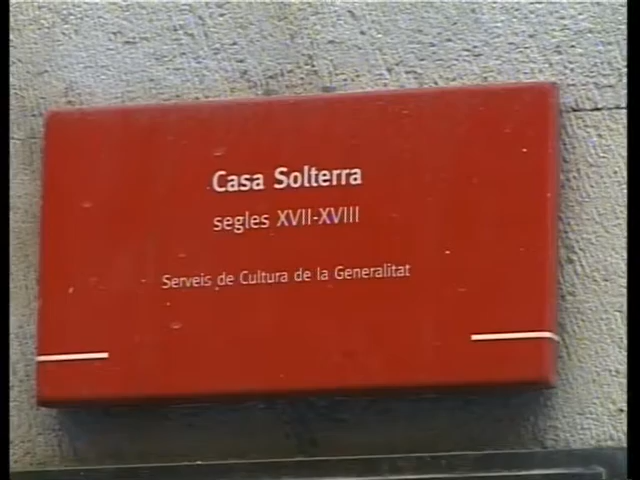 Casa Solterra
segles XVII-XVIII
Serveis de Cultura de la Generalitat